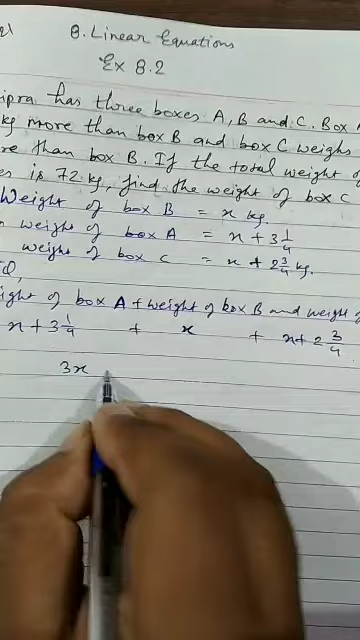 8. Linear Equations
Ex 8.2
ipra has three boxes A, B and C. Box
kg more than box B and box C weighs
re than box B. If the total weight of
es is 72 kg, find the weight of box C
Weight of box B = x kg.
weight of box A = x + 3 1/4
weight of box C = x + 2 3/4 kg.
ight of box A + weight of box B and weight of
x + 3 1/4 + x + x + 2 3/4
3x